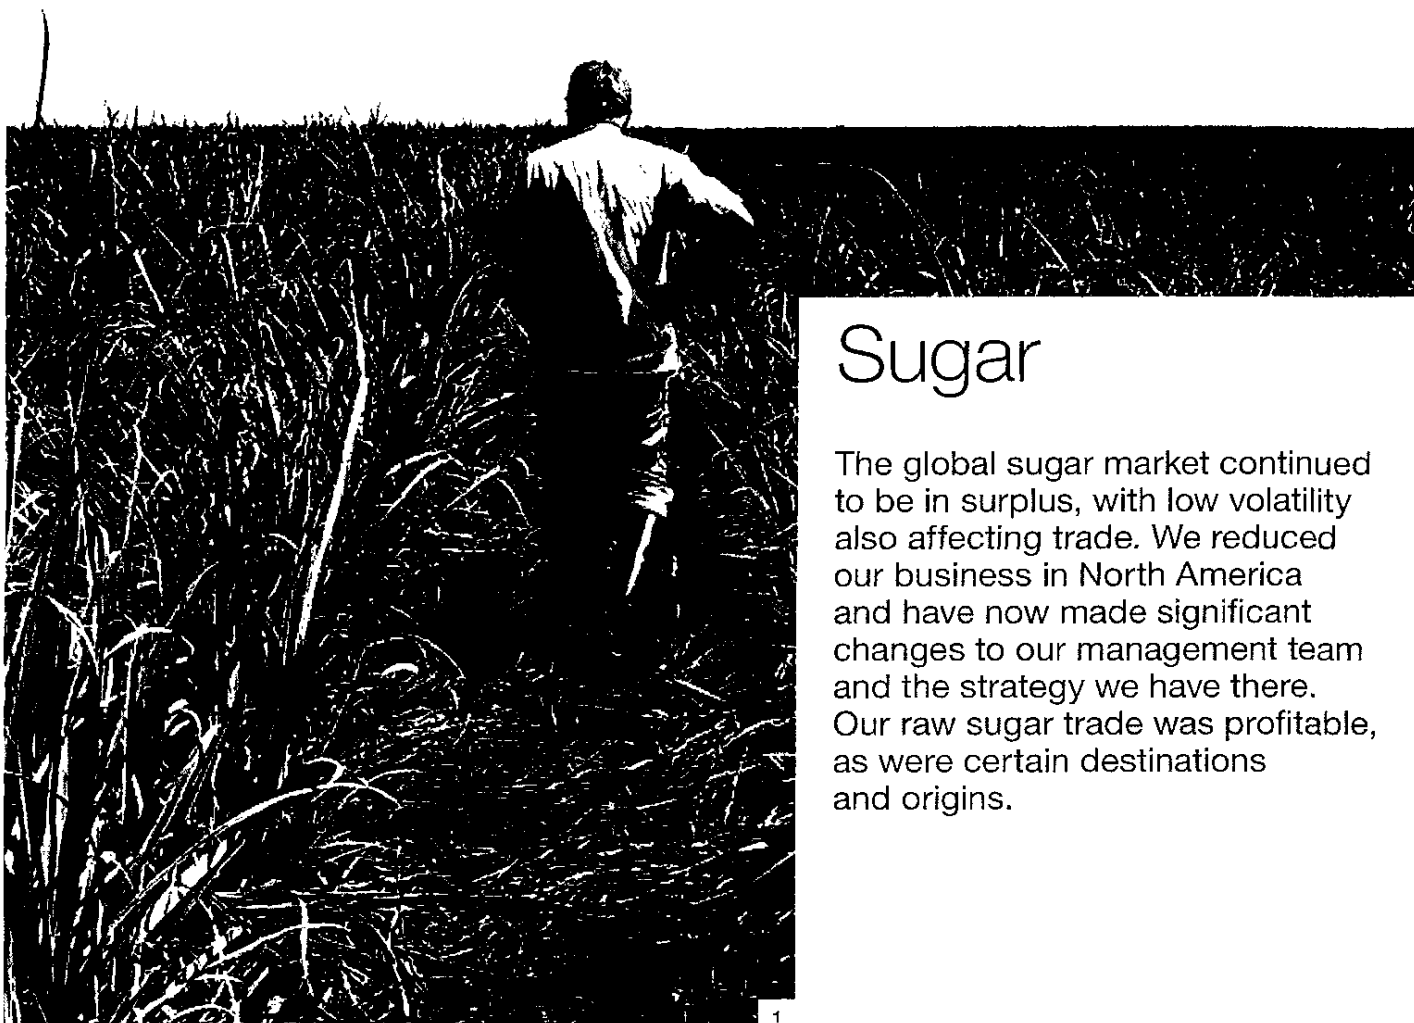 Sugar
The global sugar market continued
to be in surplus, with low volatility
also affecting trade. We reduced
our business in North America
and have now made significant
changes to our management team
and the strategy we have there.
Our raw sugar trade was profitable,
as were certain destinations
and origins.
1